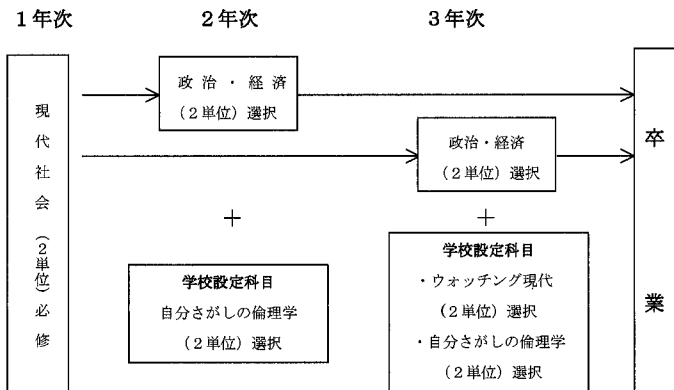 1年次
2年次
3年次
現代社会(2単位)必修
政治・経済
(2単位)選択
政治・経済
(2単位)選択
卒業
+
+
学校設定科目
自分さがしの倫理学
(2単位)選択
学校設定科目
・ウォッチング現代
(2単位)選択
・自分さがしの倫理学
(2単位)選択